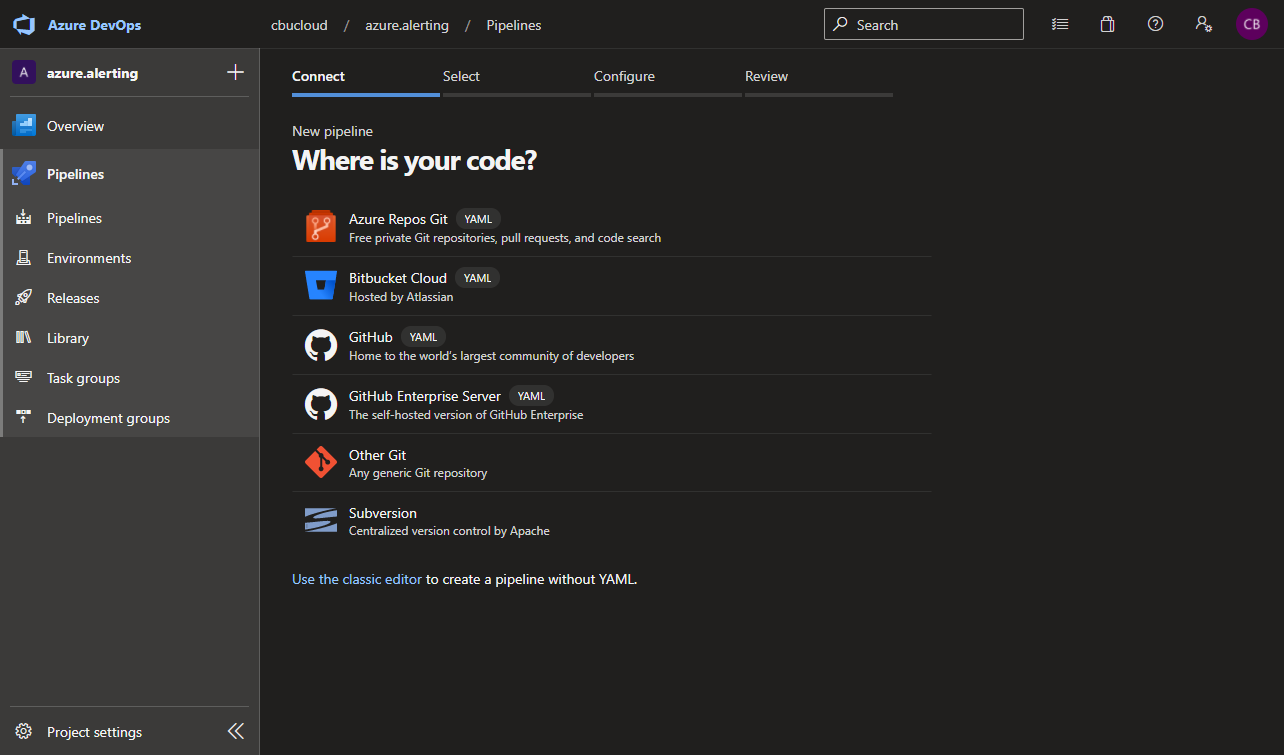 Azure DevOps
cbucloud / azure.alerting / Pipelines
Search
CB
A azure.alerting
Overview
Pipelines
Pipelines
Environments
Releases
Library
Task groups
Deployment groups
Project settings
Connect Select Configure Review
New pipeline
Where is your code?
Azure Repos Git YAML
Free private Git repositories, pull requests, and code search
Bitbucket Cloud YAML
Hosted by Atlassian
GitHub YAML
Home to the world's largest community of developers
GitHub Enterprise Server YAML
The self-hosted version of GitHub Enterprise
Other Git
Any generic Git repository
Subversion
Centralized version control by Apache
Use the classic editor to create a pipeline without YAML.